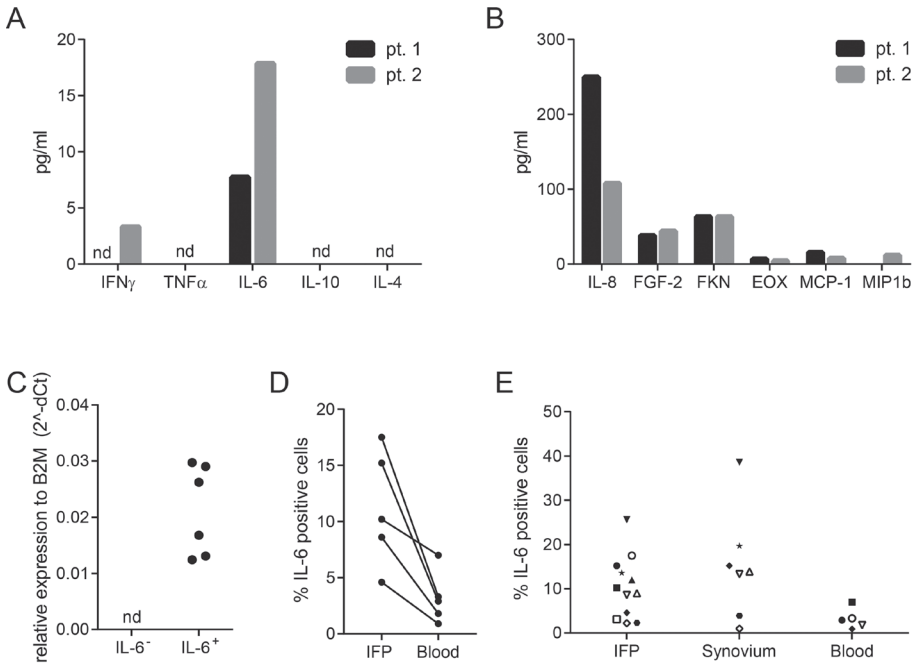 A
pg/ml
20
15
10
5
0
pt. 1
pt. 2
nd
nd
nd
nd
IFNγ
TNFα
IL-6
IL-10
IL-4
B
pg/ml
300
200
100
0
pt. 1
pt. 2
IL-8
FGF-2
FKN
EOX
MCP-1
MIP1b
C
relative expression to B2M (2^-dCt)
0.04
0.03
0.02
0.01
0.00
nd
IL-6⁻
IL-6⁺
D
% IL-6 positive cells
20
15
10
5
0
IFP
Blood
E
% IL-6 positive cells
50
40
30
20
10
0
IFP
Synovium
Blood